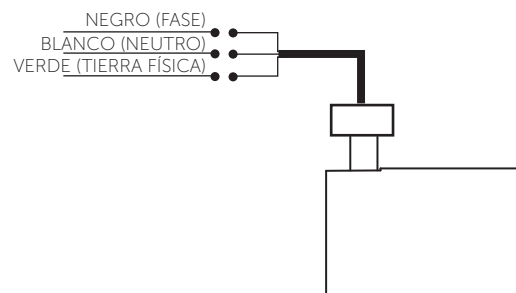 NEGRO (FASE)
BLANCO (NEUTRO)
VERDE (TIERRA FÍSICA)